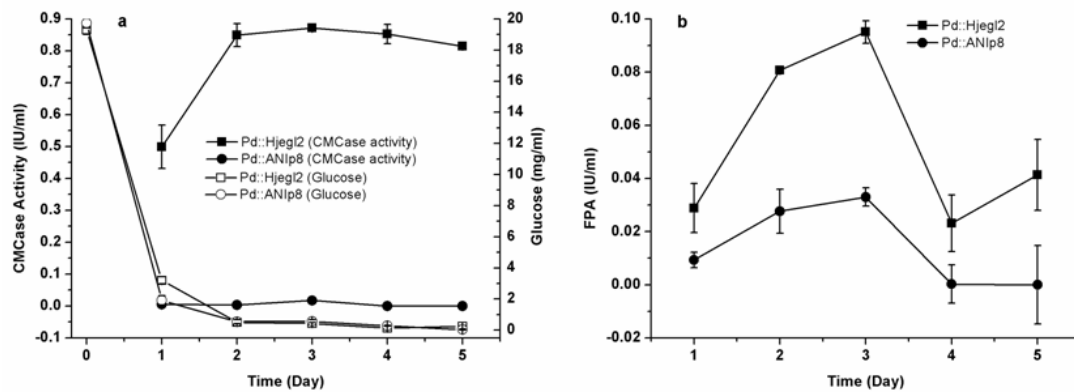 a
CMCase Activity (IU/ml)
0.9
0.8
0.7
0.6
0.5
0.4
0.3
0.2
0.1
0.0
-0.1
Pd::Hjegl2 (CMCase activity)
Pd::ANIp8 (CMCase activity)
Pd::Hjegl2 (Glucose)
Pd::ANIp8 (Glucose)
20
18
16
14
12
10
8
6
4
2
0
Glucose (mg/ml)
0 1 2 3 4 5
Time (Day)
b
FPA (IU/ml)
0.10
0.08
0.06
0.04
0.02
0.00
-0.02
Pd::Hjegl2
Pd::ANIp8
1 2 3 4 5
Time (Day)